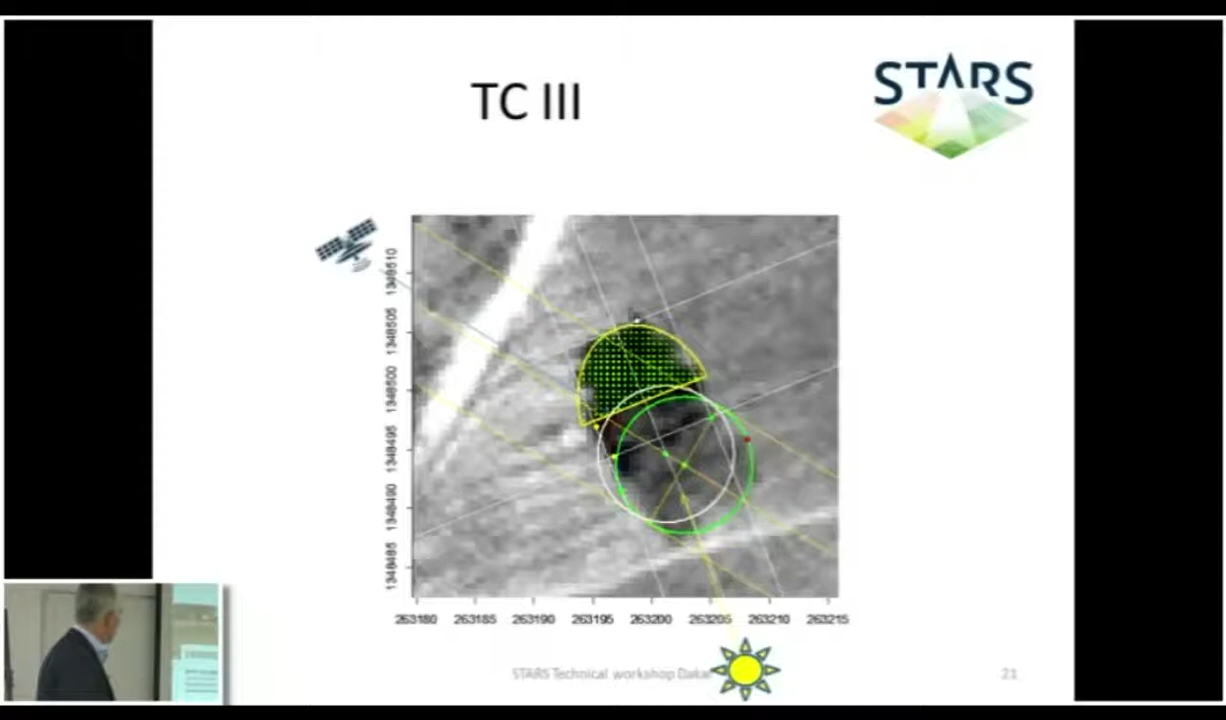 TC III
STARS
1348510
1348505
1348500
1348495
1348490
1348485
263180 263185 263190 263195 263200 263205 263210 263215
STARS Technical workshop Dakar
21